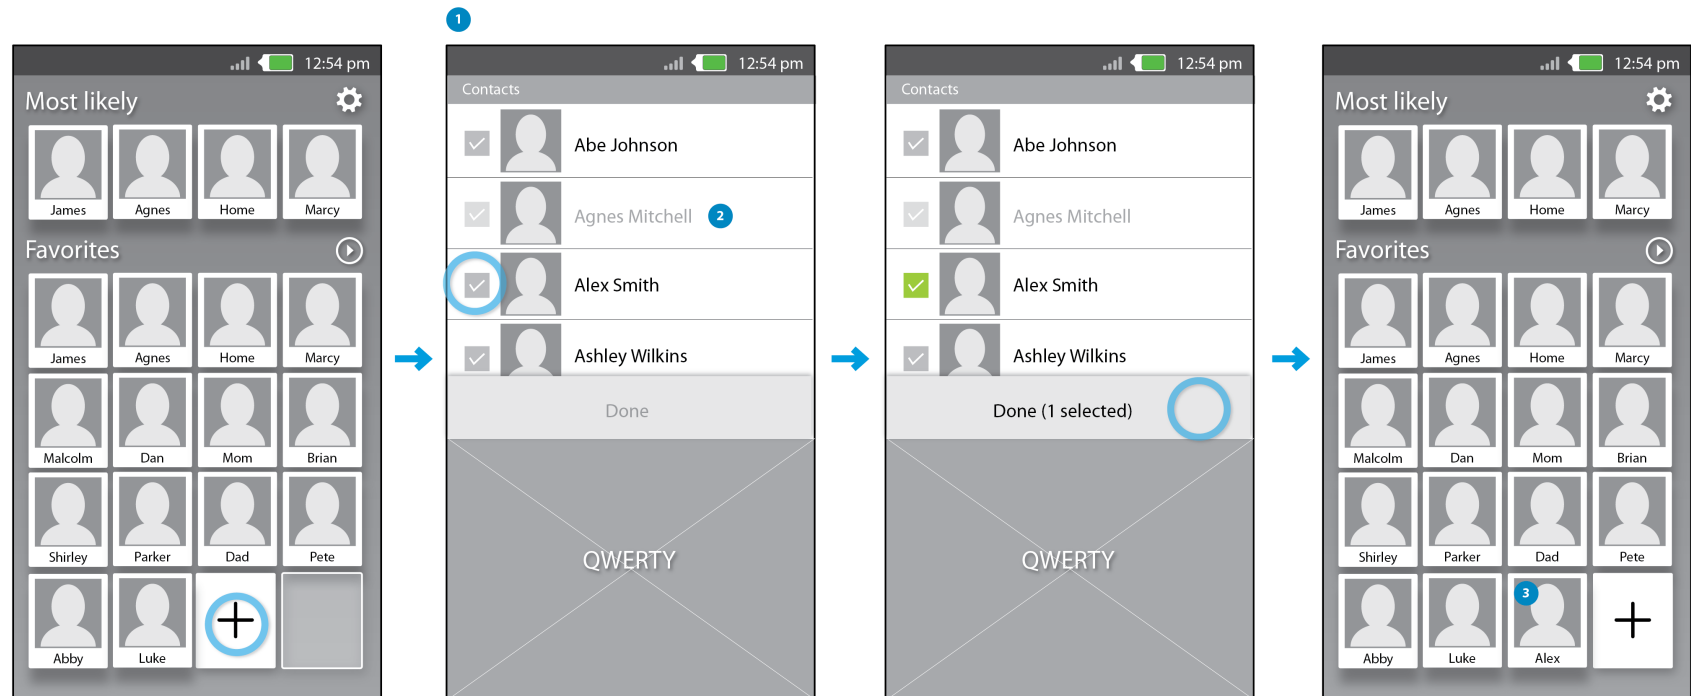 1
12:54 pm
Most likely
James Agnes Home Marcy
Favorites
James Agnes Home Marcy
Malcolm Dan Mom Brian
Shirley Parker Dad Pete
Abby Luke
12:54 pm
Contacts
Abe Johnson
Agnes Mitchell 2
Alex Smith
Ashley Wilkins
Done
QWERTY
12:54 pm
Contacts
Abe Johnson
Agnes Mitchell
Alex Smith
Ashley Wilkins
Done (1 selected)
QWERTY
12:54 pm
Most likely
James Agnes Home Marcy
Favorites
James Agnes Home Marcy
Malcolm Dan Mom Brian
Shirley Parker Dad Pete
3
Abby Luke Alex